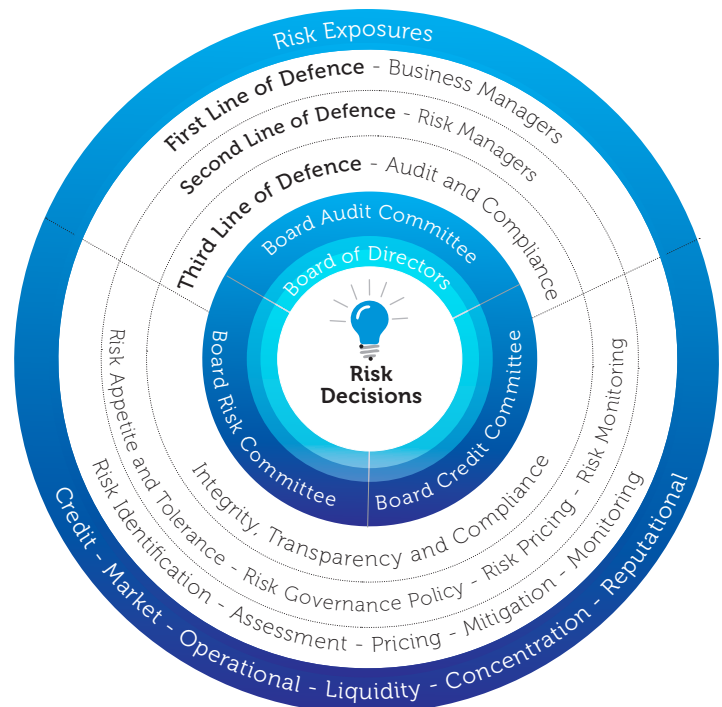 Risk Exposures
First Line of Defence - Business Managers
Second Line of Defence - Risk Managers
Third Line of Defence - Audit and Compliance
Board Audit Committee
Board of Directors
Risk
Decisions
Board Risk Committee
Board Credit Committee
Integrity, Transparency and Compliance
Risk Appetite and Tolerance - Risk Governance Policy - Risk Pricing - Risk Monitoring
Risk Identification - Assessment - Pricing - Mitigation - Monitoring
Credit - Market - Operational - Liquidity - Concentration - Reputational